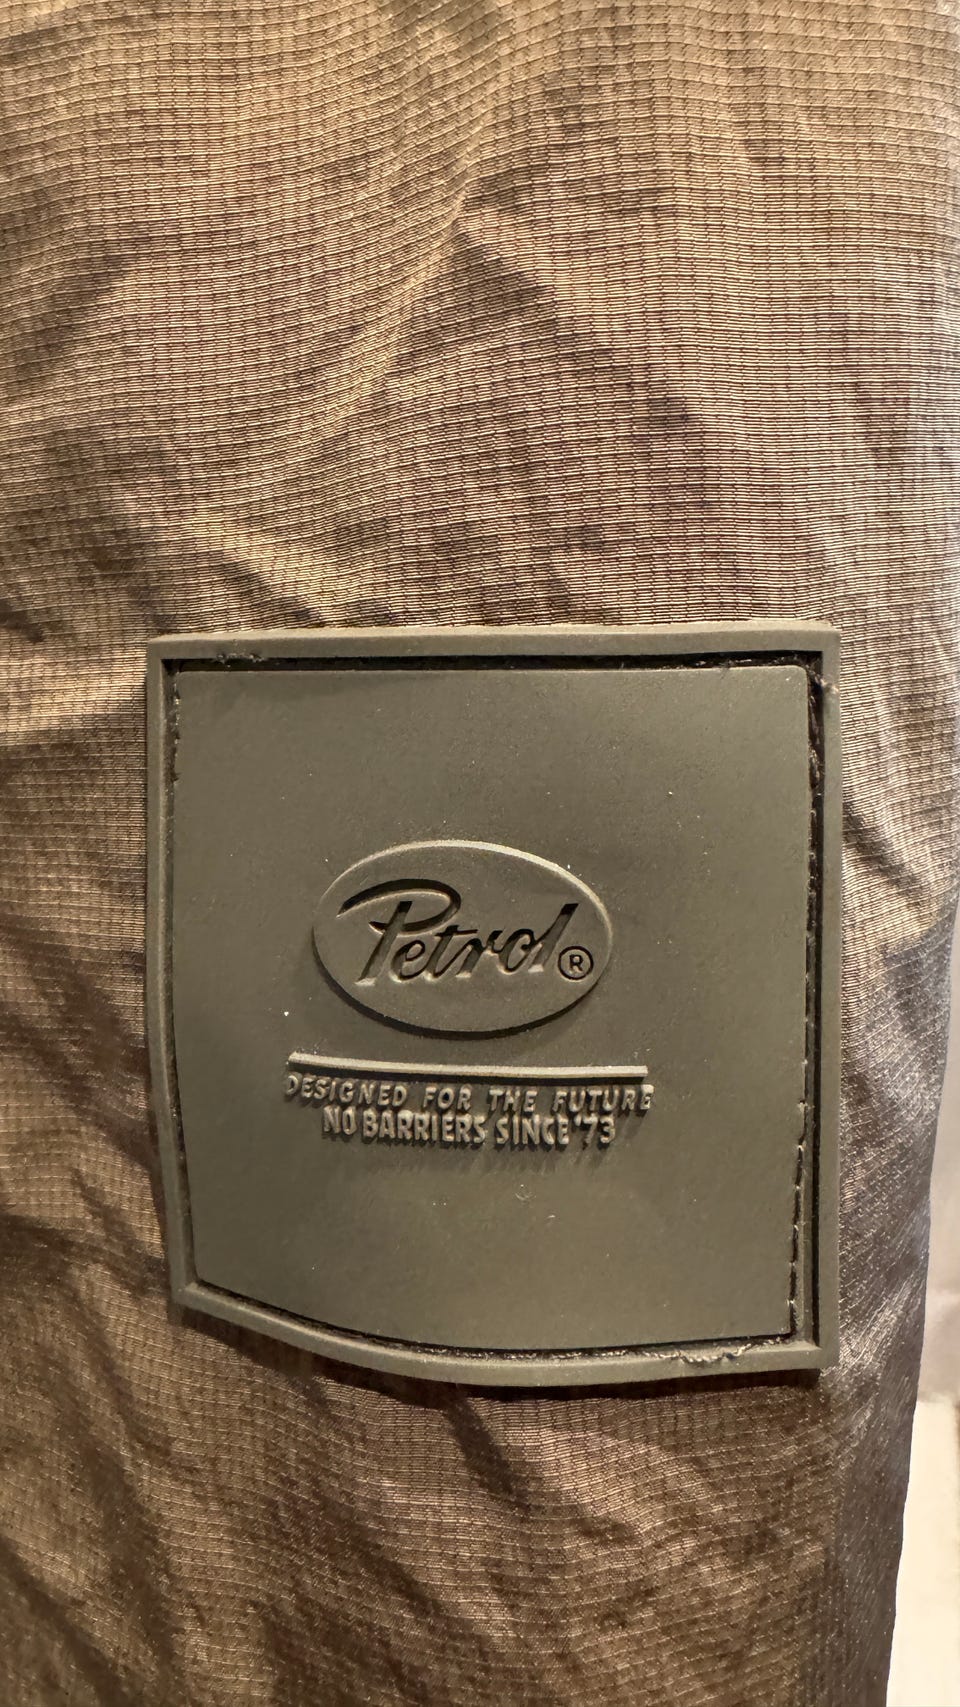 Petrol®
DESIGNED FOR THE FUTURE
NO BARRIERS SINCE '73